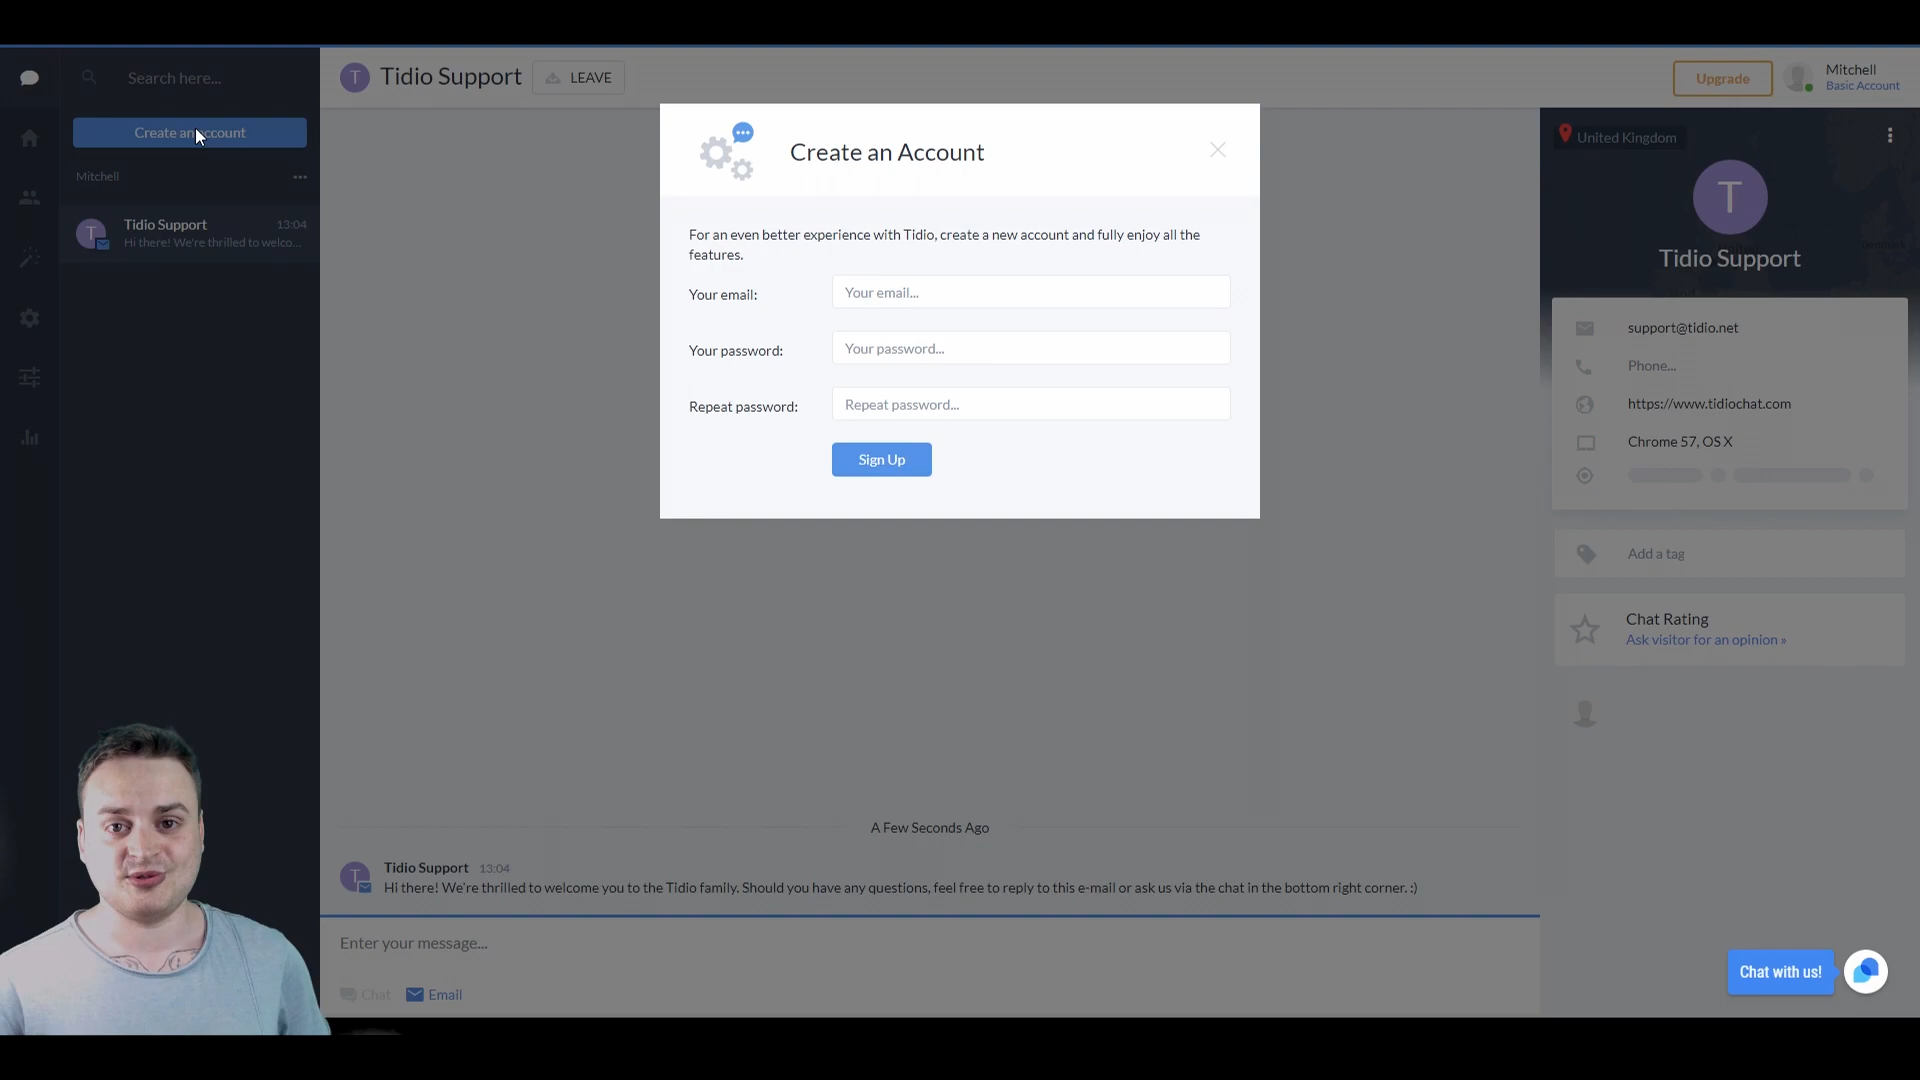 Search here...
T
Tidio Support
LEAVE
Upgrade
Mitchell
Basic Account
Create an account
Mitchell
T
Tidio Support
13:04
Hi there! We're thrilled to welco...
Create an Account
For an even better experience with Tidio, create a new account and fully enjoy all the
features.
Your email:
Your email...
Your password:
Your password...
Repeat password:
Repeat password...
Sign Up
United Kingdom
T
Tidio Support
support@tidio.net
Phone...
https://www.tidiochat.com
Chrome 57, OS X
Add a tag
Chat Rating
Ask visitor for an opinion »
A Few Seconds Ago
T
Tidio Support 13:04
Hi there! We're thrilled to welcome you to the Tidio family. Should you have any questions, feel free to reply to this e-mail or ask us via the chat in the bottom right corner. :)
Enter your message...
Chat
Email
Chat with us!